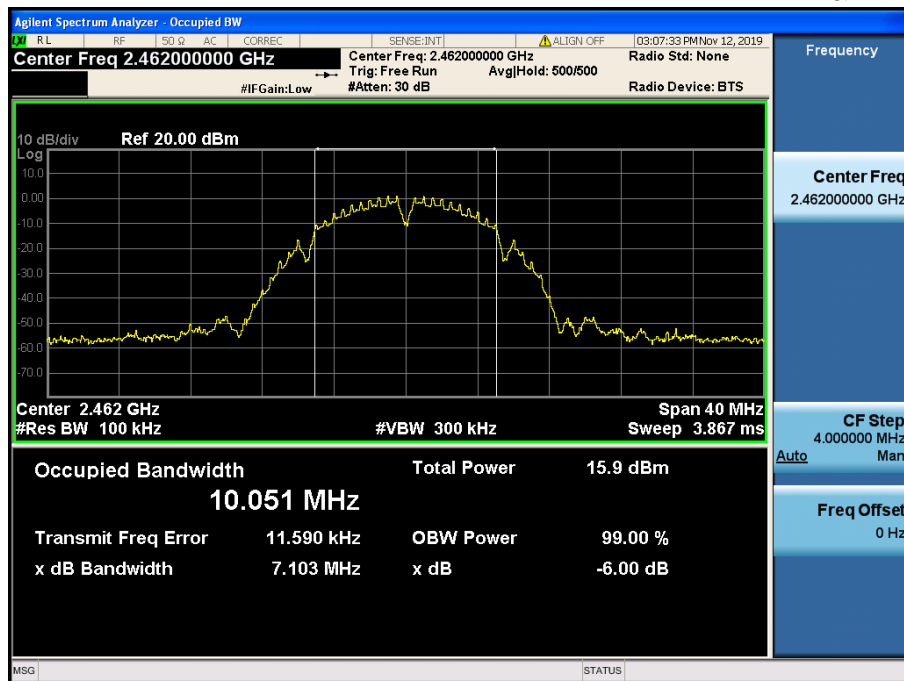 Agilent Spectrum Analyzer - Occupied BW
LXI RL RF 50 Ω AC CORREC SENSE:INT ALIGN OFF 03:07:33 PM Nov 12, 2019
Center Freq 2.462000000 GHz
Center Freq: 2.462000000 GHz
Radio Std: None
Trig: Free Run Avg|Hold: 500/500
#IFGain:Low
#Atten: 30 dB
Radio Device: BTS
10 dB/div Ref 20.00 dBm
Log
10.0
0.00
-10.0
-20.0
-30.0
-40.0
-50.0
-60.0
-70.0
Center 2.462 GHz
Span 40 MHz
#Res BW 100 kHz
#VBW 300 kHz
Sweep 3.867 ms
Occupied Bandwidth
10.051 MHz
Total Power 15.9 dBm
Transmit Freq Error 11.590 kHz
OBW Power 99.00 %
x dB Bandwidth 7.103 MHz
x dB -6.00 dB
Frequency
Center Freq
2.462000000 GHz
CF Step
4.000000 MHz
Auto Man
Freq Offset
0 Hz
MSG
STATUS